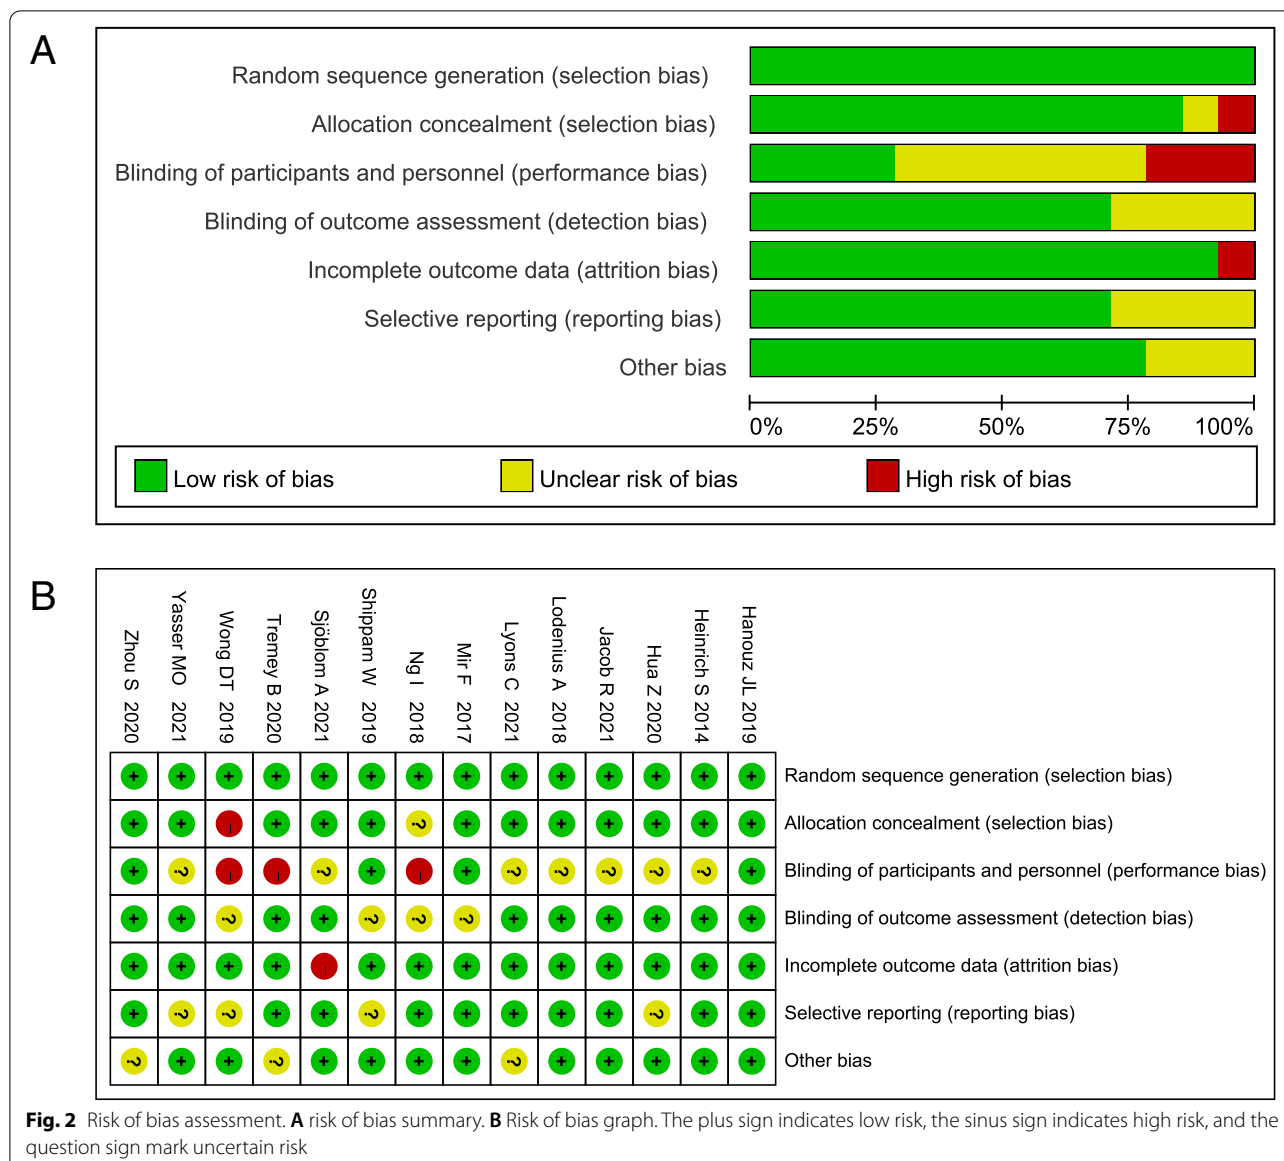 A
Random sequence generation (selection bias)
Allocation concealment (selection bias)
Blinding of participants and personnel (performance bias)
Blinding of outcome assessment (detection bias)
Incomplete outcome data (attrition bias)
Selective reporting (reporting bias)
Other bias
0% 25% 50% 75% 100%
Low risk of bias Unclear risk of bias High risk of bias
B
Zhou S 2020
Yasser MO 2021
Wong DT 2019
Tremey B 2020
Sjöblom A 2021
Shippam W 2019
Ng I 2018
Mir F 2017
Lyons C 2021
Lodenius A 2018
Jacob R 2021
Hua Z 2020
Heinrich S 2014
Hanouz JL 2019
+ + + + + + + + + + + + + + Random sequence generation (selection bias)
+ + - + + + ? + + + + + + + Allocation concealment (selection bias)
+ ? - - ? + - + ? ? ? ? ? + Blinding of participants and personnel (performance bias)
+ + ? + + ? ? ? + + + + + + Blinding of outcome assessment (detection bias)
+ + + + - + + + + + + + + + Incomplete outcome data (attrition bias)
+ ? ? + + ? + + + + + ? + + Selective reporting (reporting bias)
? + + ? + + + + ? + + + + + Other bias
Fig. 2 Risk of bias assessment. A risk of bias summary. B Risk of bias graph. The plus sign indicates low risk, the sinus sign indicates high risk, and the
question sign mark uncertain risk